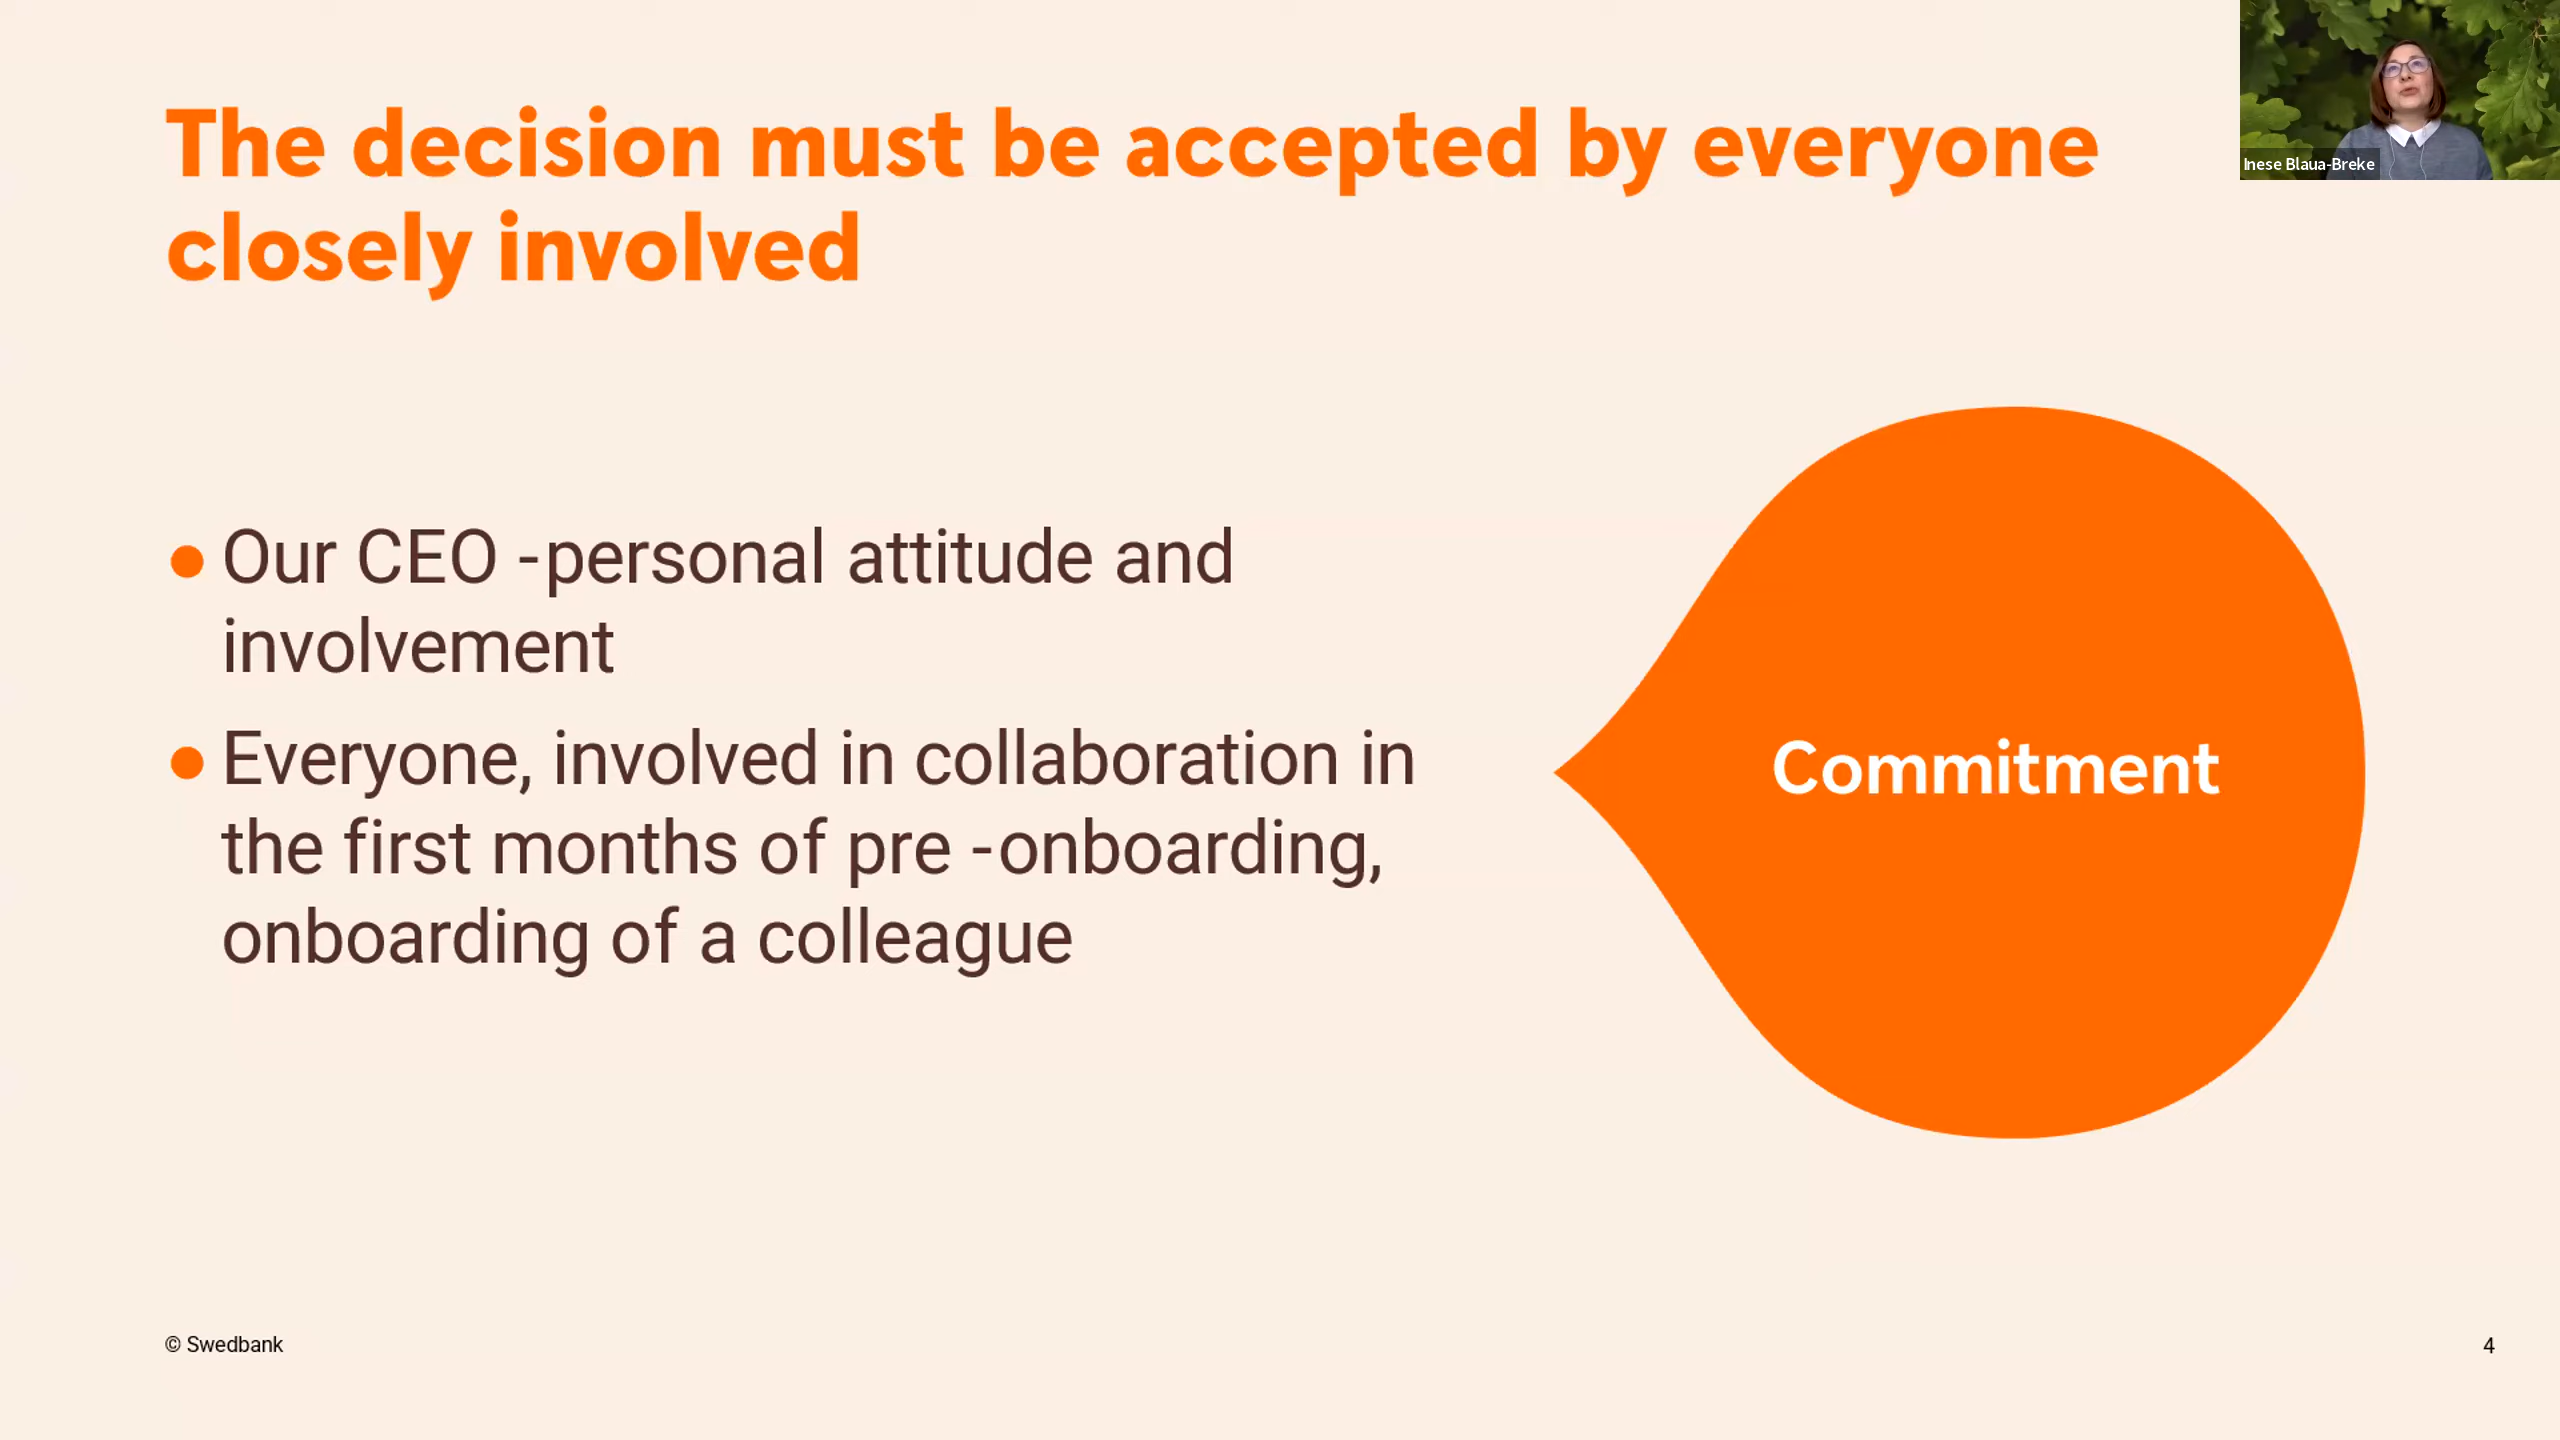 The decision must be accepted by everyone
closely involved
Inese Blaua-Breke
Our CEO -personal attitude and
involvement
Everyone, involved in collaboration in
the first months of pre -onboarding,
onboarding of a colleague
Commitment
© Swedbank
4